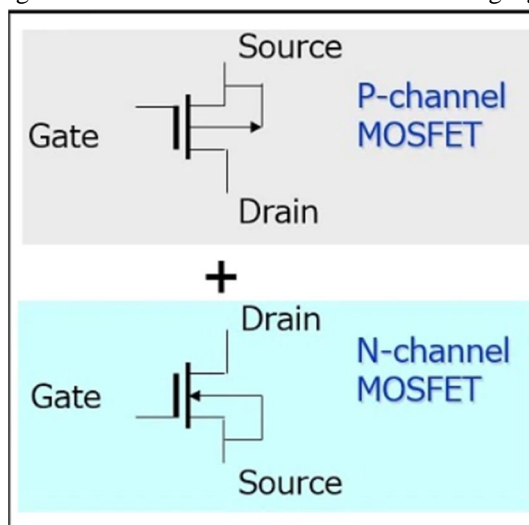 Source
P-channel
MOSFET
Gate
Drain
+
Drain
N-channel
MOSFET
Gate
Source